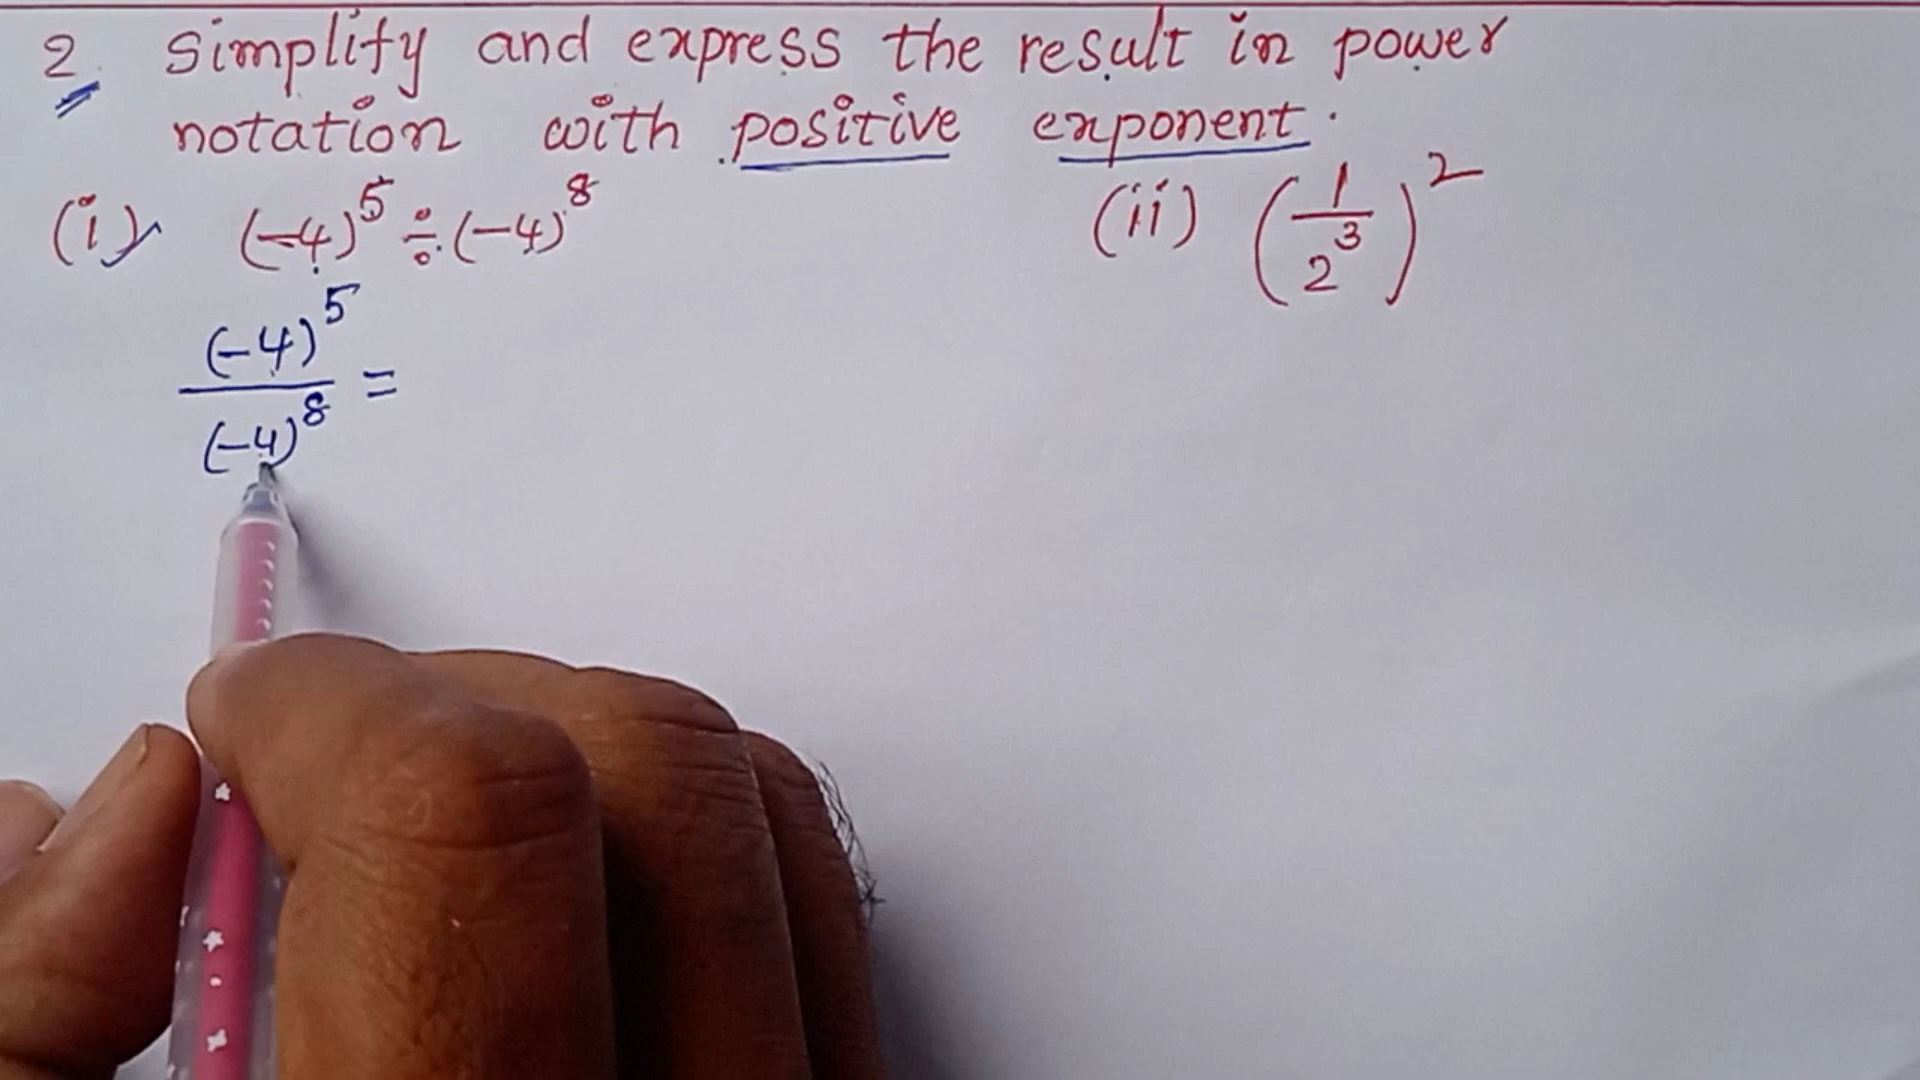 2. Simplify and express the result in power
notation with positive exponent.
(i) (-4)^5 ÷ (-4)^8 (ii) (1/2^3)^2
(-4)^5
/(-4)^8 =